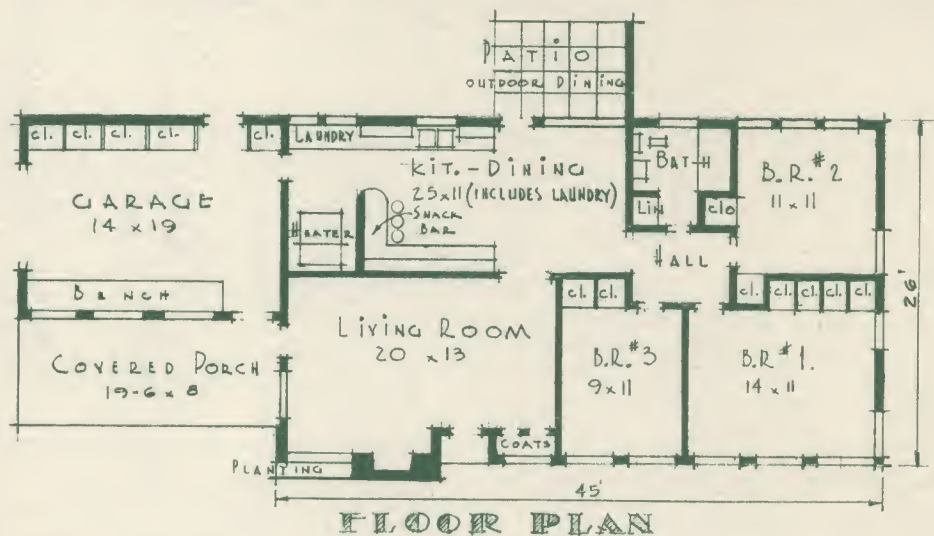 PATIO
OUTDOOR DINING
cl. cl. cl. cl. cl.
LAUNDRY
KIT.-DINING
25x11 (INCLUDES LAUNDRY)
SNACK
BAR
HEATER
BATH
LIN
clo
B.R. #2
11 x 11
GARAGE
14 x 19
BENCH
HALL
cl. cl.
cl. cl. cl. cl. cl.
26'
LIVING ROOM
20 x 13
COVERED PORCH
19-6 x 8
B.R. #3
9 x 11
B.R. #1.
14 x 11
COATS
PLANTING
45'
FLOOR PLAN